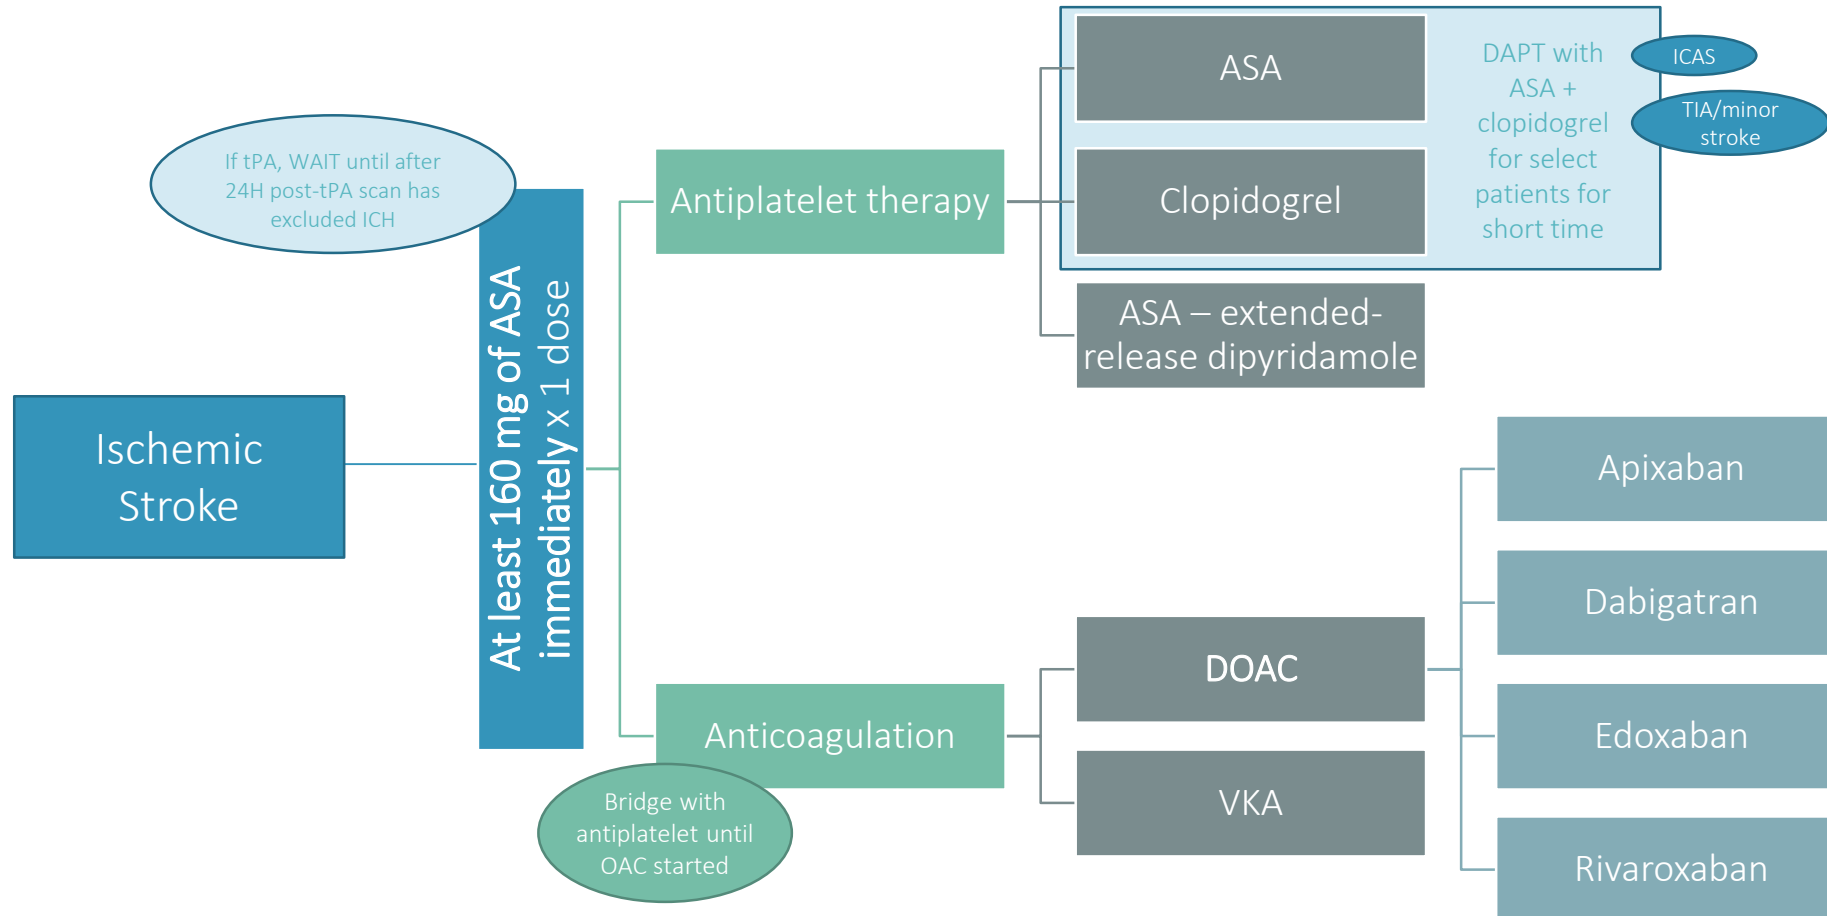 Ischemic
Stroke
If tPA, WAIT until after
24H post-tPA scan has
excluded ICH
At least 160 mg of ASA
immediately x 1 dose
Antiplatelet therapy
ASA
Clopidogrel
DAPT with
ASA +
clopidogrel
for select
patients for
short time
ICAS
TIA/minor
stroke
ASA – extended-
release dipyridamole
Anticoagulation
Bridge with
antiplatelet until
OAC started
DOAC
VKA
Apixaban
Dabigatran
Edoxaban
Rivaroxaban